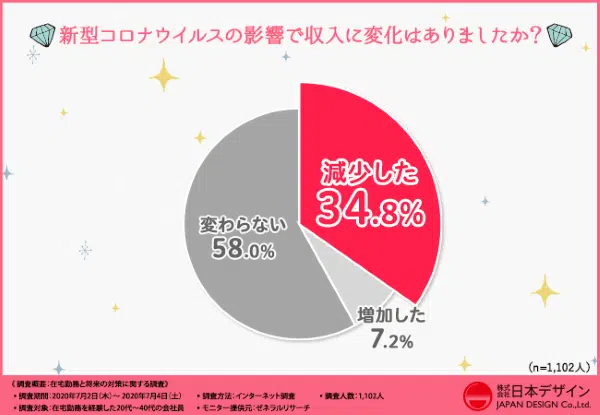 新型コロナウイルスの影響で収入に変化はありましたか?
減少した
34.8%
変わらない
58.0%
増加した
7.2%
(n=1,102人)
《調査概要:在宅勤務と将来の対策に関する調査》
・調査期間:2020年7月2日(木)~ 2020年7月4日(土)
・調査方法:インターネット調査
・調査人数:1,102人
・調査対象:在宅勤務を経験した20代~40代の会社員
・モニター提供元:ゼネラルリサーチ
株式会社日本デザイン
JAPAN DESIGN Co.,Ltd.